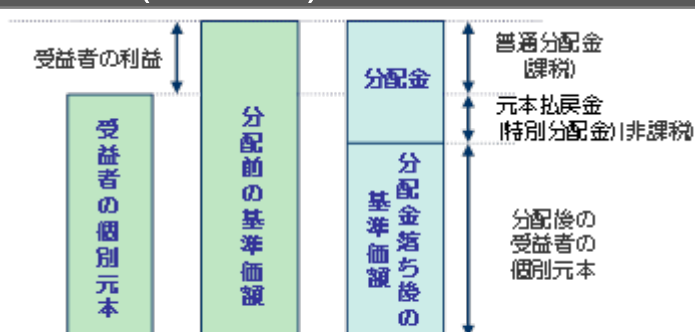 受益者の利益
受益者の個別元本
分配前の基準価額
分配金
分配金落ち後の
基準価額
普通分配金
(課税)
元本払戻金
(特別分配金)(非課税)
分配後の
受益者の
個別元本